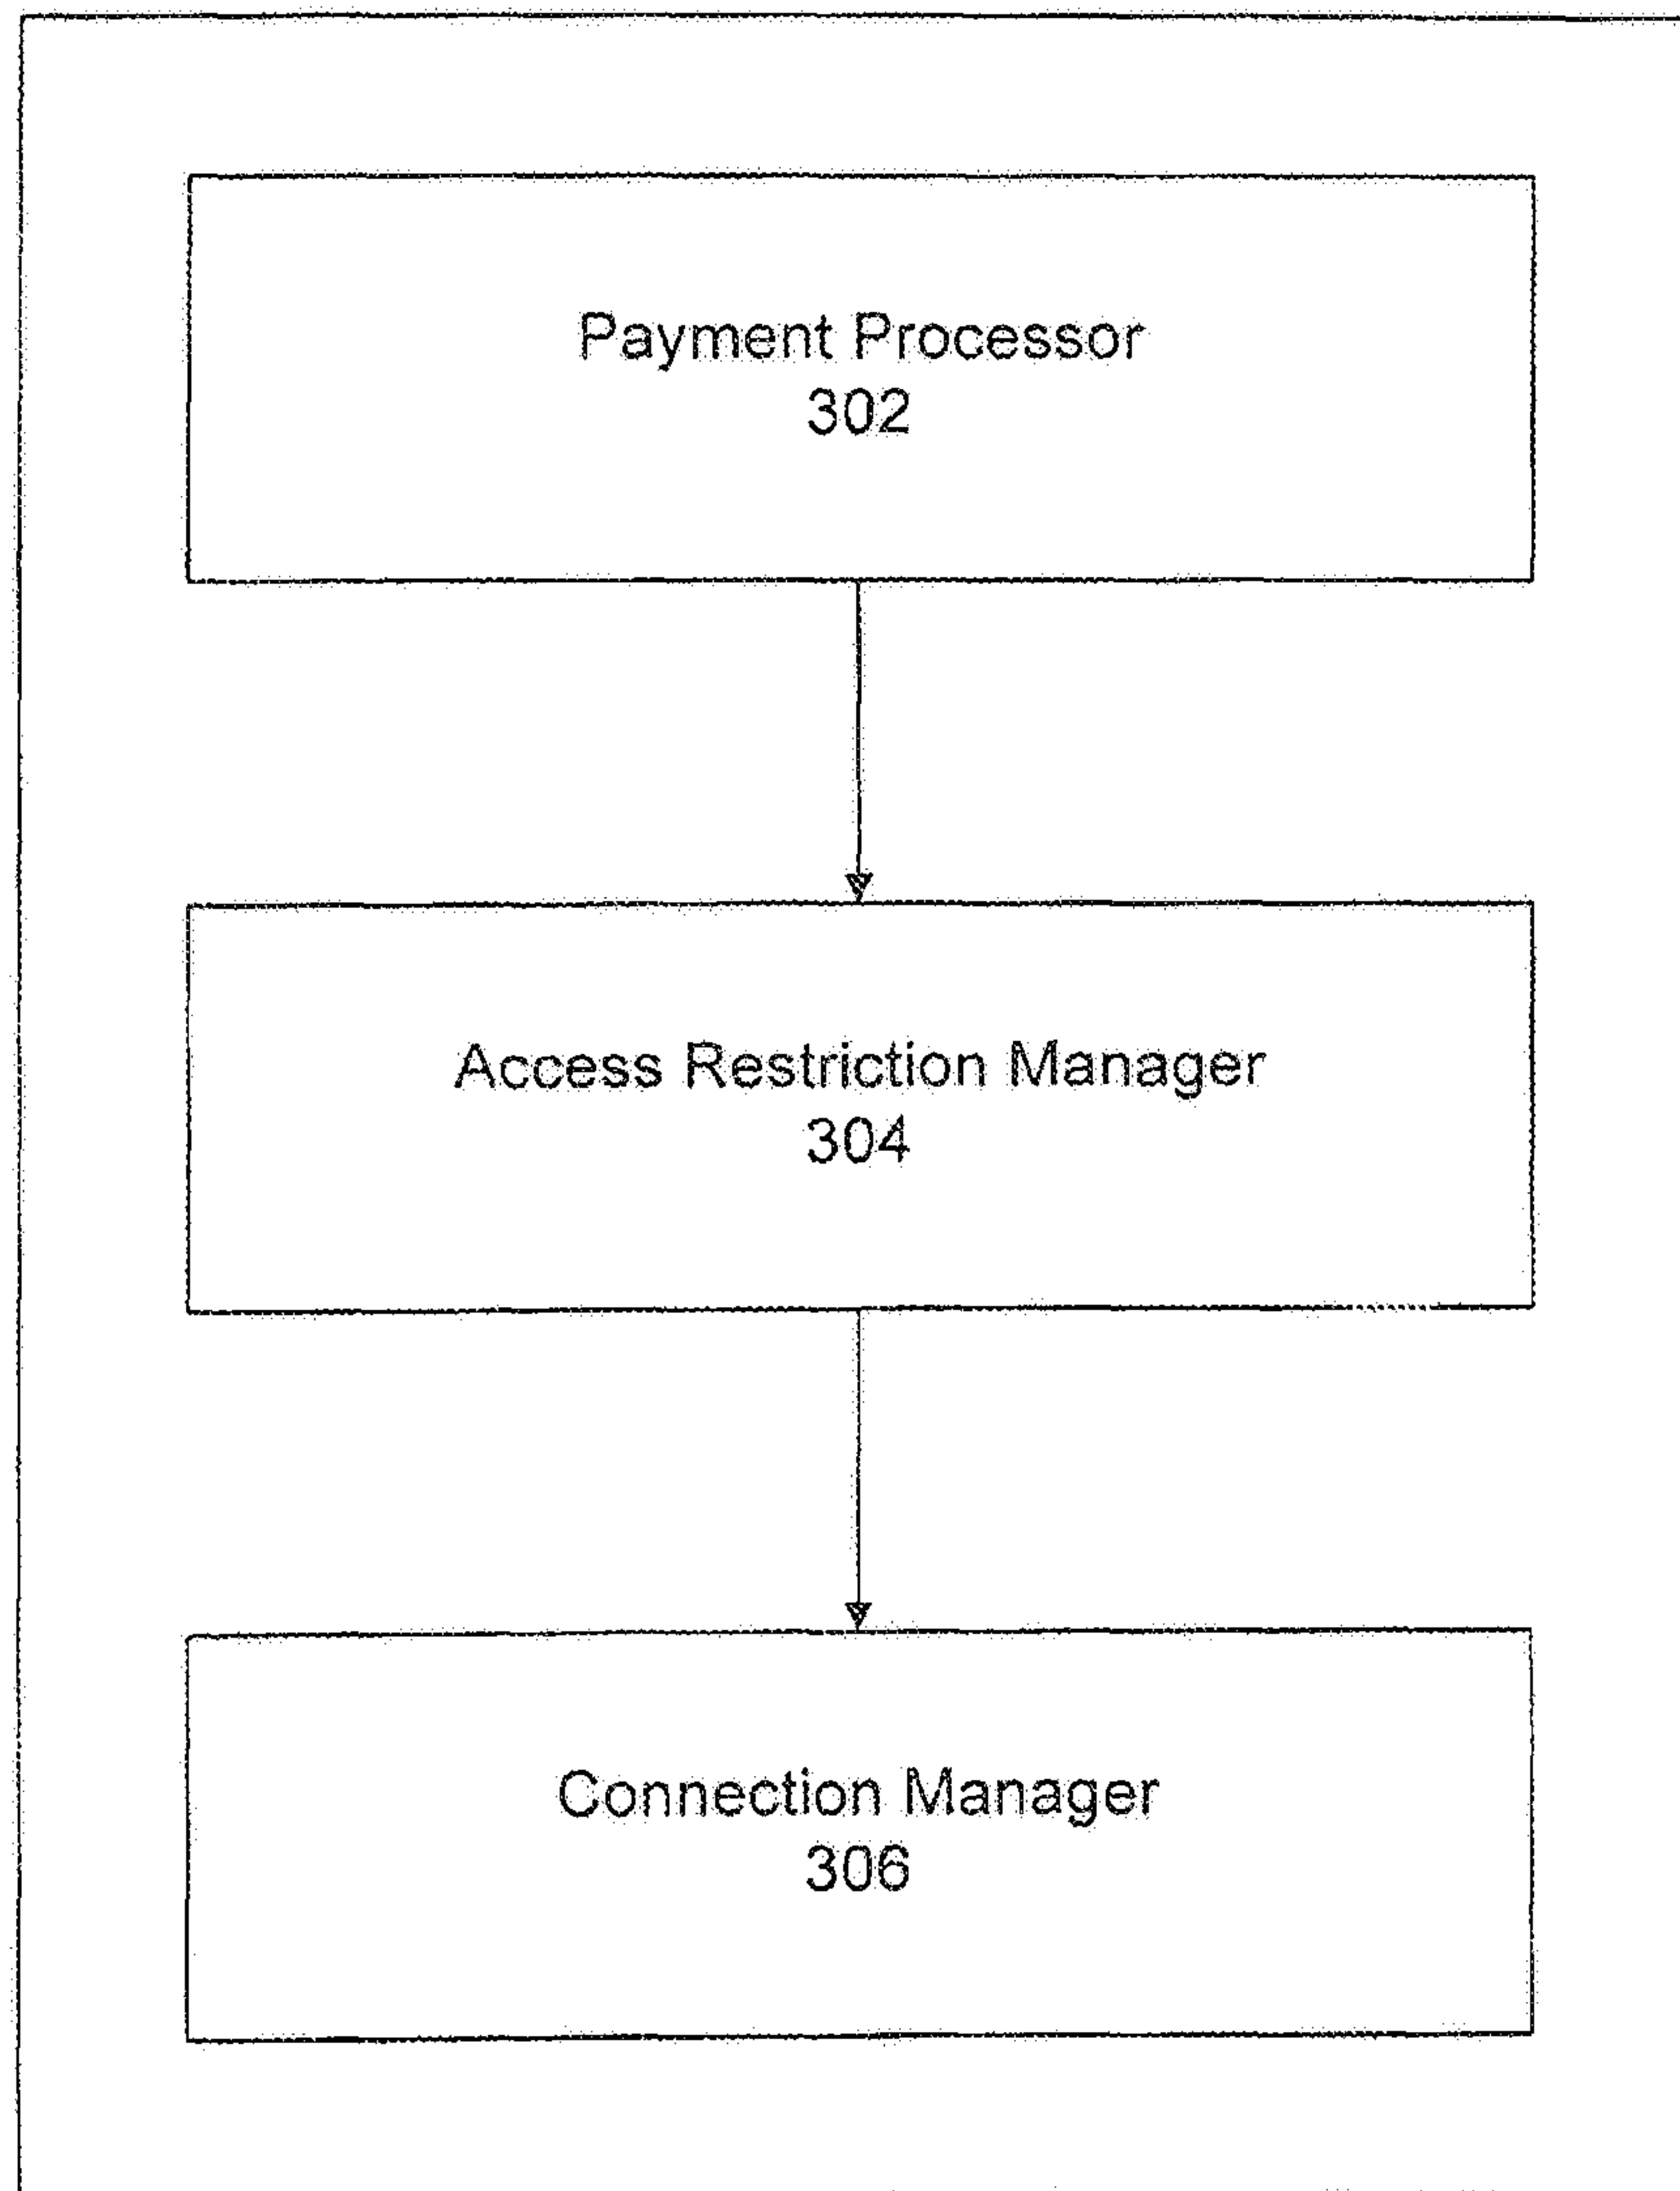 Payment Processor
302
Access Restriction Manager
304
Connection Manager
306